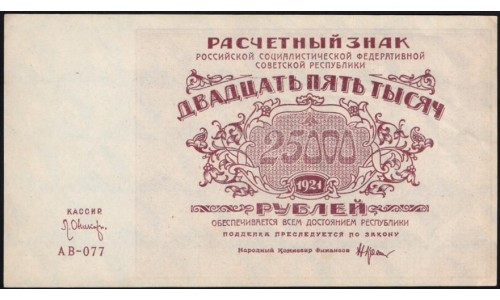 РАСЧЕТНЫЙ ЗНАК
РОССИЙСКОЙ СОЦИАЛИСТИЧЕСКОЙ ФЕДЕРАТИВНОЙ
СОВЕТСКОЙ РЕСПУБЛИКИ
ДВАДЦАТЬ ПЯТЬ ТЫСЯЧ
25000
1921
РУБЛЕЙ
ОБЕСПЕЧИВАЕТСЯ ВСЕМ ДОСТОЯНИЕМ РЕСПУБЛИКИ
ПОДДЕЛКА ПРЕСЛЕДУЕТСЯ ПО ЗАКОНУ
Народный Комиссар Финансов
КАССИР
АВ-077